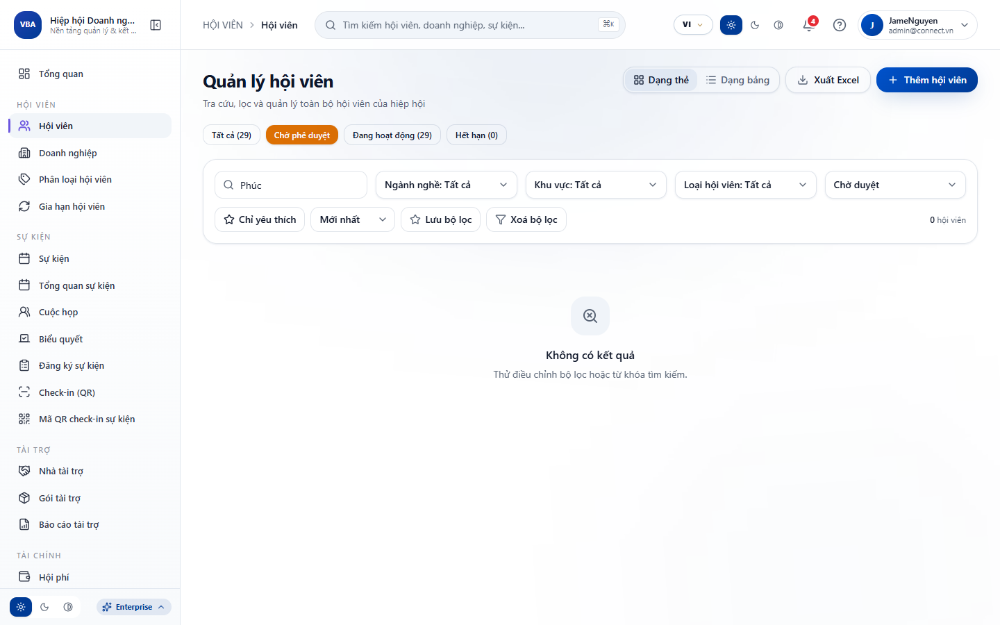 VBA
Hiệp hội Doanh ng...
Nền tảng quản lý & kết ...
HỘI VIÊN > Hội viên
Tìm kiếm hội viên, doanh nghiệp, sự kiện...
⌘K
VI
4
J
JameNguyen
admin@connect.vn
Tổng quan
HỘI VIÊN
Hội viên
Doanh nghiệp
Phân loại hội viên
Gia hạn hội viên
SỰ KIỆN
Sự kiện
Tổng quan sự kiện
Cuộc họp
Biểu quyết
Đăng ký sự kiện
Check-in (QR)
Mã QR check-in sự kiện
TÀI TRỢ
Nhà tài trợ
Gói tài trợ
Báo cáo tài trợ
TÀI CHÍNH
Hội phí
Enterprise
Quản lý hội viên
Tra cứu, lọc và quản lý toàn bộ hội viên của hiệp hội
Dạng thẻ
Dạng bảng
Xuất Excel
Thêm hội viên
Tất cả (29)
Chờ phê duyệt
Đang hoạt động (29)
Hết hạn (0)
Phúc
Ngành nghề: Tất cả
Khu vực: Tất cả
Loại hội viên: Tất cả
Chờ duyệt
Chỉ yêu thích
Mới nhất
Lưu bộ lọc
Xoá bộ lọc
0 hội viên
Không có kết quả
Thử điều chỉnh bộ lọc hoặc từ khóa tìm kiếm.